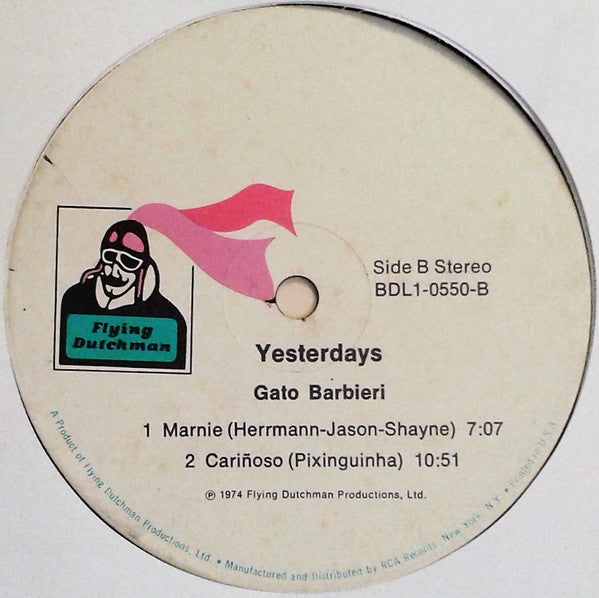 Flying
Dutchman
Side B Stereo
BDL1-0550-B
Yesterdays
Gato Barbieri
1 Marnie (Herrmann-Jason-Shayne) 7:07
2 Cariñoso (Pixinguinha) 10:51
℗ 1974 Flying Dutchman Productions, Ltd.
A Product of Flying Dutchman Productions, Ltd. • Manufactured and Distributed by RCA Records, New York, N.Y. • Printed in U.S.A.